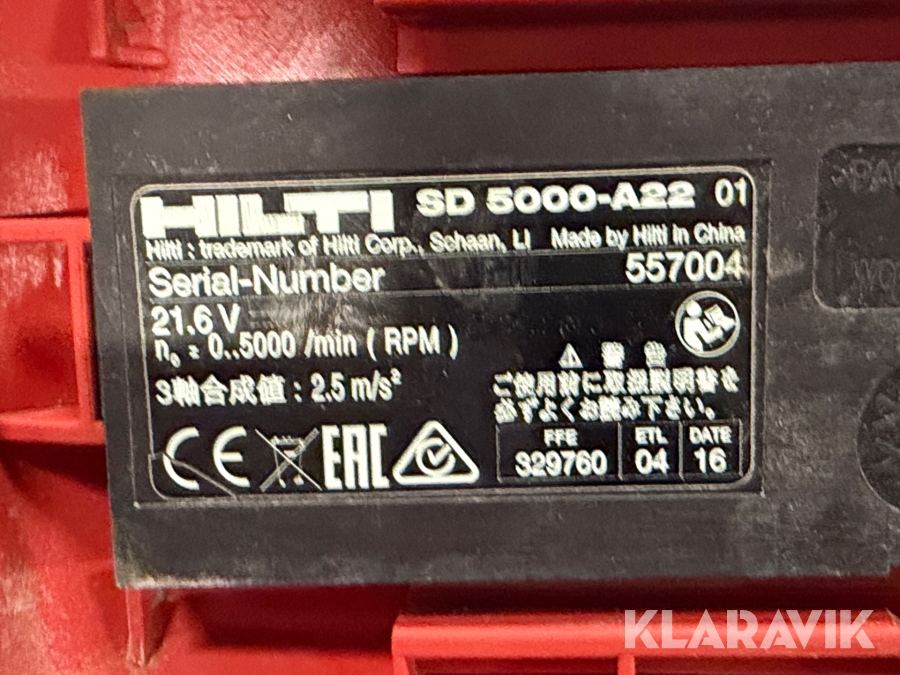 HILTI SD 5000-A22 01
Hilti : trademark of Hilti Corp., Schaan, LI Made by Hilti in China
Serial-Number 557004
21.6 V
n₀ = 0..5000 /min ( RPM )
⚠ 警 告
3軸合成値 : 2.5 m/s²
ご使用前に取扱説明書を
必ずよくお読み下さい。
CE EAC
FFE ETL DATE
329760 04 16
KLARAVIK